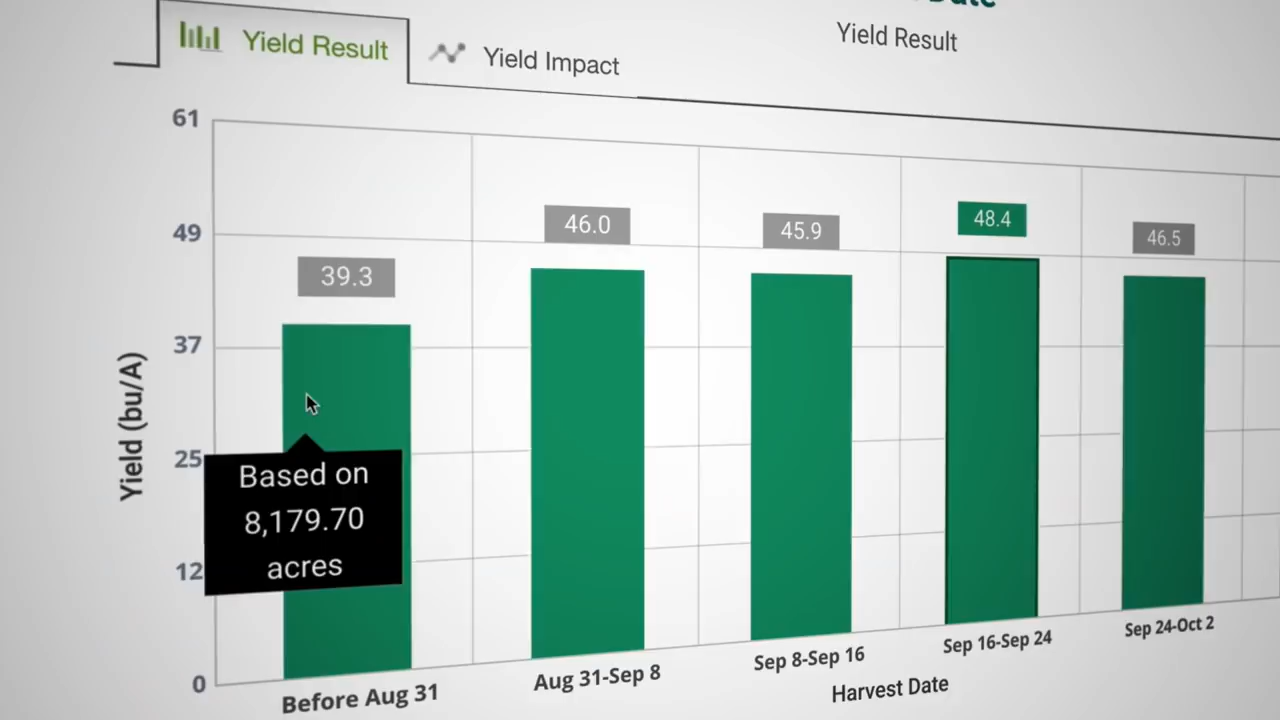 Date
Yield Result
Yield Result
Yield Impact
61
49
37
25
12
0
Yield (bu/A)
39.3
46.0
45.9
48.4
46.5
Based on
8,179.70
acres
Before Aug 31
Aug 31-Sep 8
Sep 8-Sep 16
Sep 16-Sep 24
Sep 24-Oct 2
Harvest Date